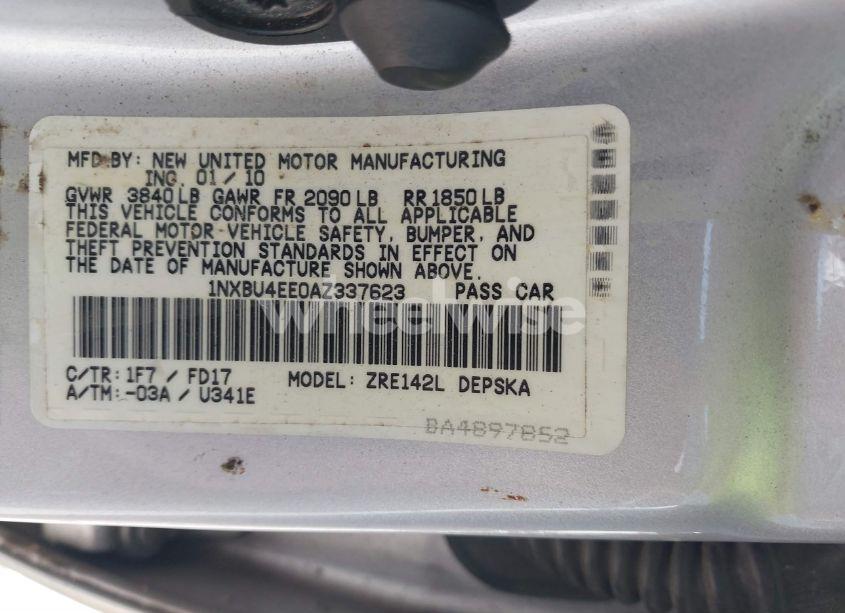 MFD BY: NEW UNITED MOTOR MANUFACTURING
INC 01 / 10
GVWR 3840 LB GAWR FR 2090 LB RR 1850 LB
THIS VEHICLE CONFORMS TO ALL APPLICABLE
FEDERAL MOTOR VEHICLE SAFETY, BUMPER, AND
THEFT PREVENTION STANDARDS IN EFFECT ON
THE DATE OF MANUFACTURE SHOWN ABOVE.
1NXBU4EE0AZ337623 PASS CAR
wheelwise
C/TR: 1F7 / FD17 MODEL: ZRE142L DEPSKA
A/TM: -03A / U341E
DA4897852